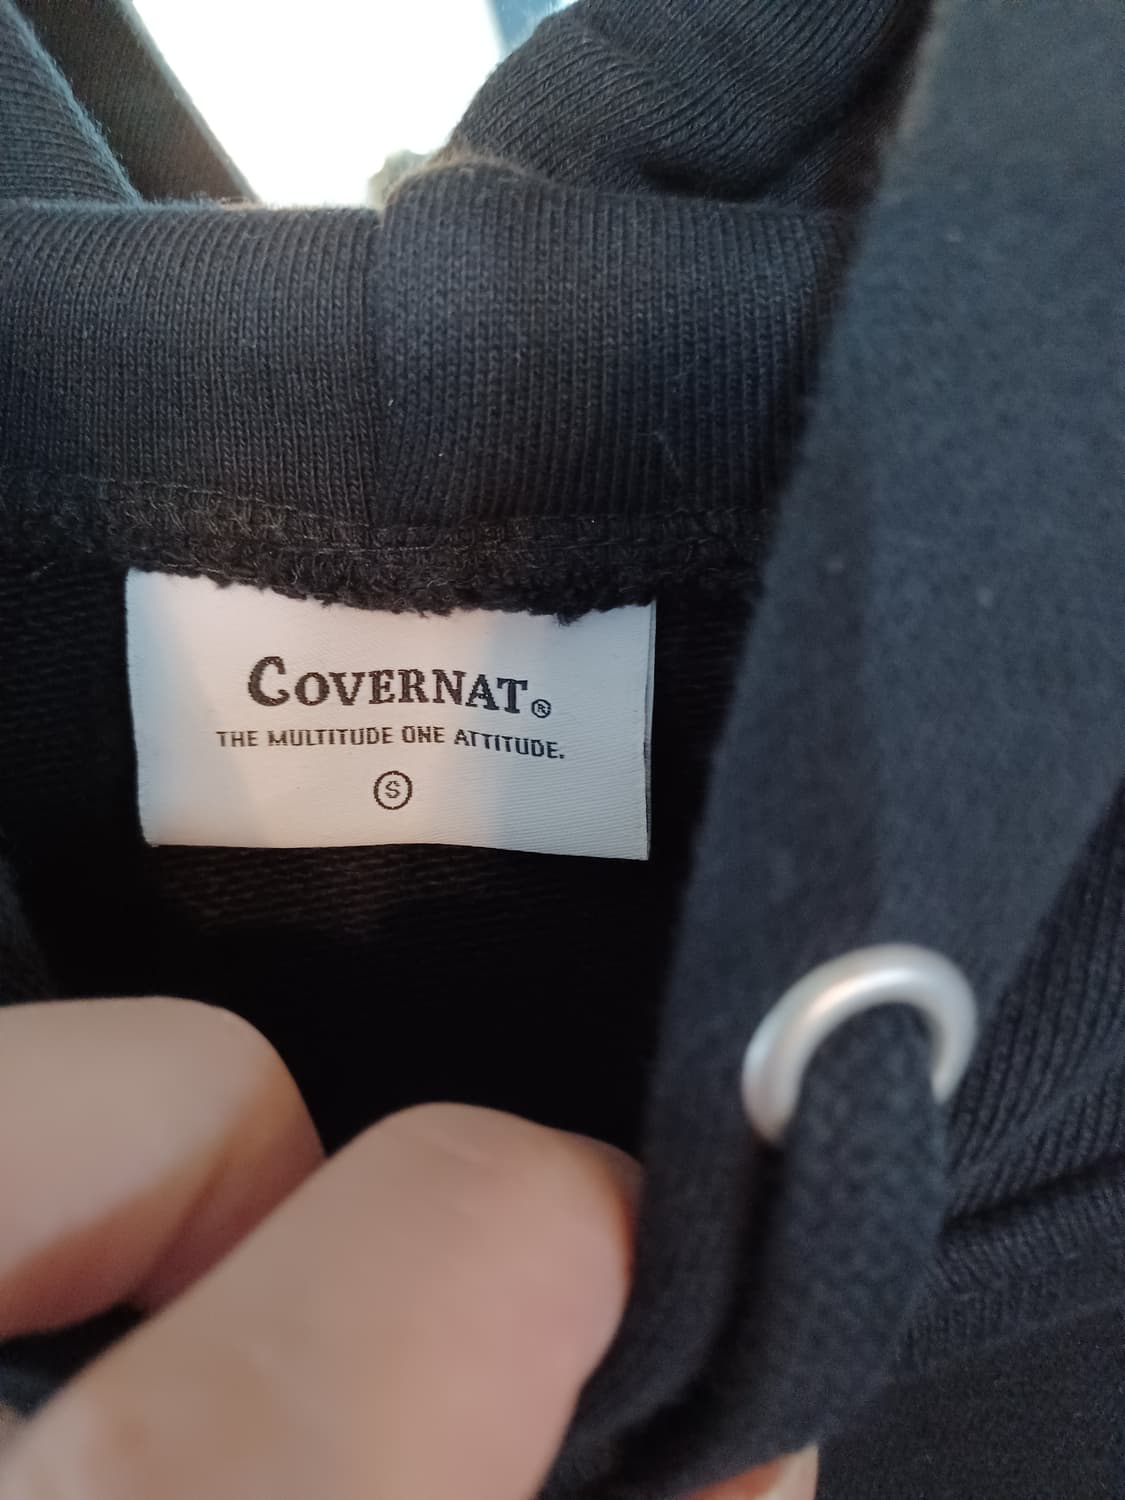 COVERNAT®
THE MULTITUDE ONE ATTITUDE.
S